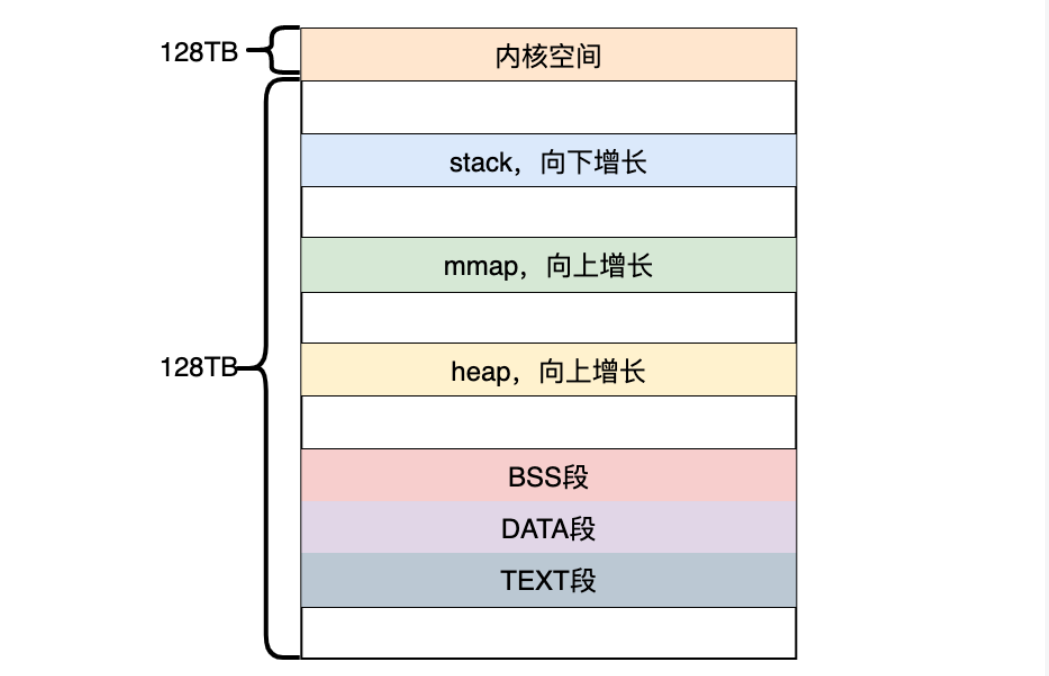 128TB
内核空间
stack，向下增长
mmap，向上增长
128TB
heap，向上增长
BSS段
DATA段
TEXT段